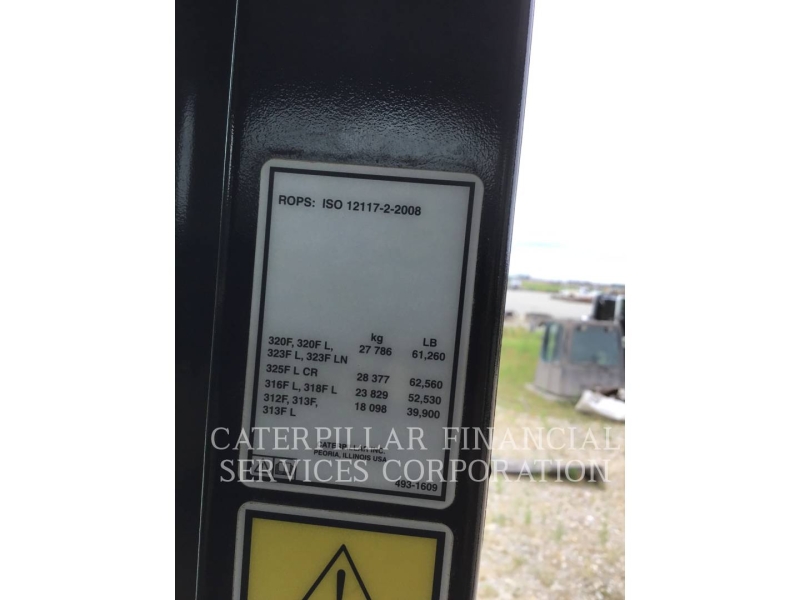 ROPS: ISO 12117-2-2008
kg LB
320F, 320F L, 27 786 61,260
323F L, 323F LN
325F L CR 28 377 62,560
316F L, 318F L 23 829 52,530
312F, 313F, 18 098 39,900
313F L
CATERPILLAR INC.
PEORIA, ILLINOIS USA
493-1609
CATERPILLAR FINANCIAL
SERVICES CORPORATION
!